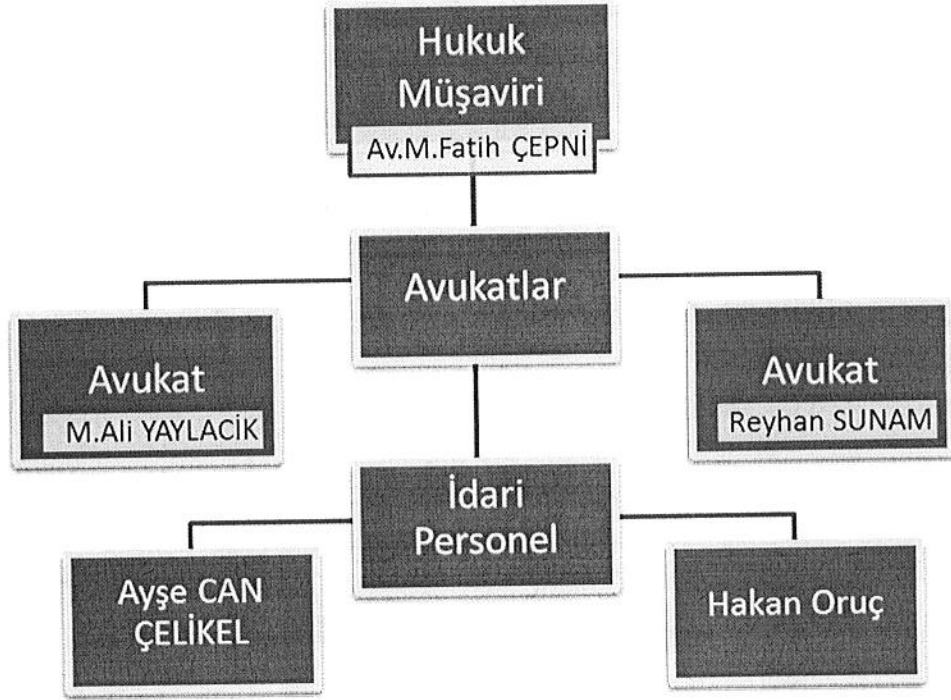 Hukuk
Müşaviri
Av.M.Fatih ÇEPNİ
Avukatlar
Avukat
M.Ali YAYLACİK
Avukat
Reyhan SUNAM
İdari
Personel
Ayşe CAN
ÇELİKEL
Hakan Oruç